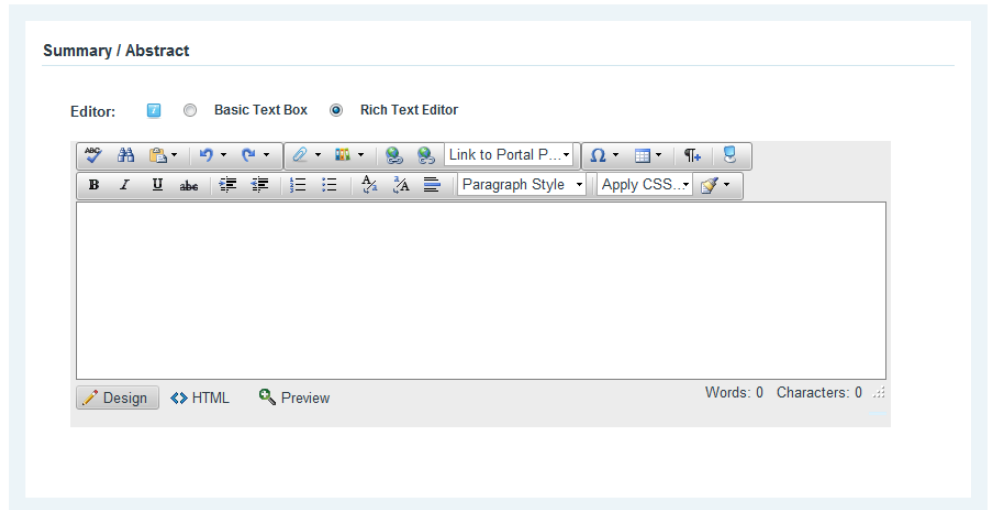 Summary / Abstract
Editor: Basic Text Box Rich Text Editor
ABC Link to Portal P... Ω ¶
B I U abc Paragraph Style Apply CSS...
Design HTML Preview Words: 0 Characters: 0